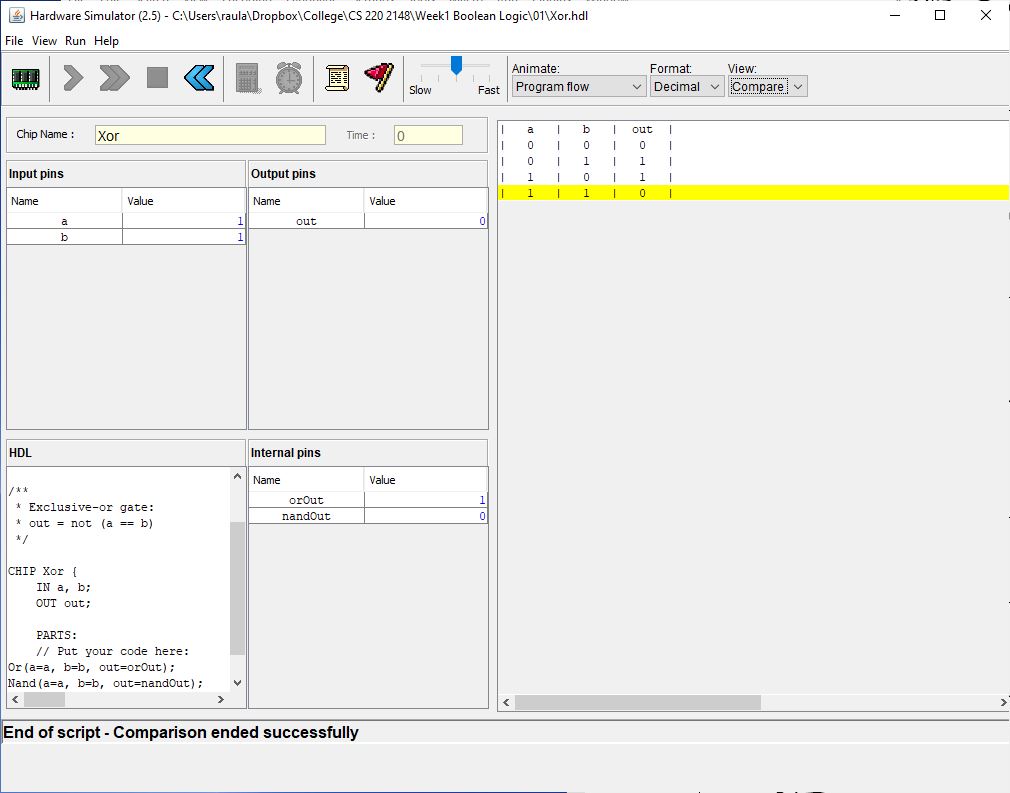 Hardware Simulator (2.5) - C:\Users\raula\Dropbox\College\CS 220 2148\Week1 Boolean Logic\01\Xor.hdl
File View Run Help
Slow Fast
Animate: Format: View:
Program flow Decimal Compare
Chip Name : Xor Time : 0
Input pins
Name Value
a 1
b 1
Output pins
Name Value
out 0
HDL
/**
* Exclusive-or gate:
* out = not (a == b)
*/
CHIP Xor {
IN a, b;
OUT out;
PARTS:
// Put your code here:
Or(a=a, b=b, out=orOut);
Nand(a=a, b=b, out=nandOut);
Internal pins
Name Value
orOut 1
nandOut 0
| a | b | out |
| 0 | 0 | 0 |
| 0 | 1 | 1 |
| 1 | 0 | 1 |
| 1 | 1 | 0 |
End of script - Comparison ended successfully